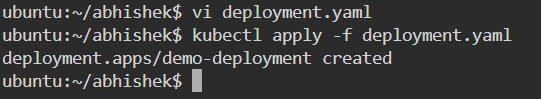 ubuntu:~/abhishek$ vi deployment.yaml
ubuntu:~/abhishek$ kubectl apply -f deployment.yaml
deployment.apps/demo-deployment created
ubuntu:~/abhishek$